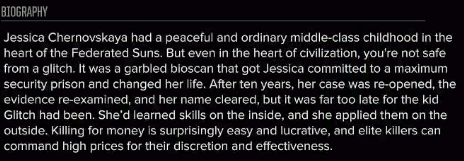 BIOGRAPHY
Jessica Chernovskaya had a peaceful and ordinary middle-class childhood in the
heart of the Federated Suns. But even in the heart of civilization, you're not safe
from a glitch. It was a garbled bioscan that got Jessica committed to a maximum
security prison and changed her life. After ten years, her case was re-opened, the
evidence re-examined, and her name cleared, but it was far too late for the kid
Glitch had been. She'd learned skills on the inside, and she applied them on the
outside. Killing for money is surprisingly easy and lucrative, and elite killers can
command high prices for their discretion and effectiveness.